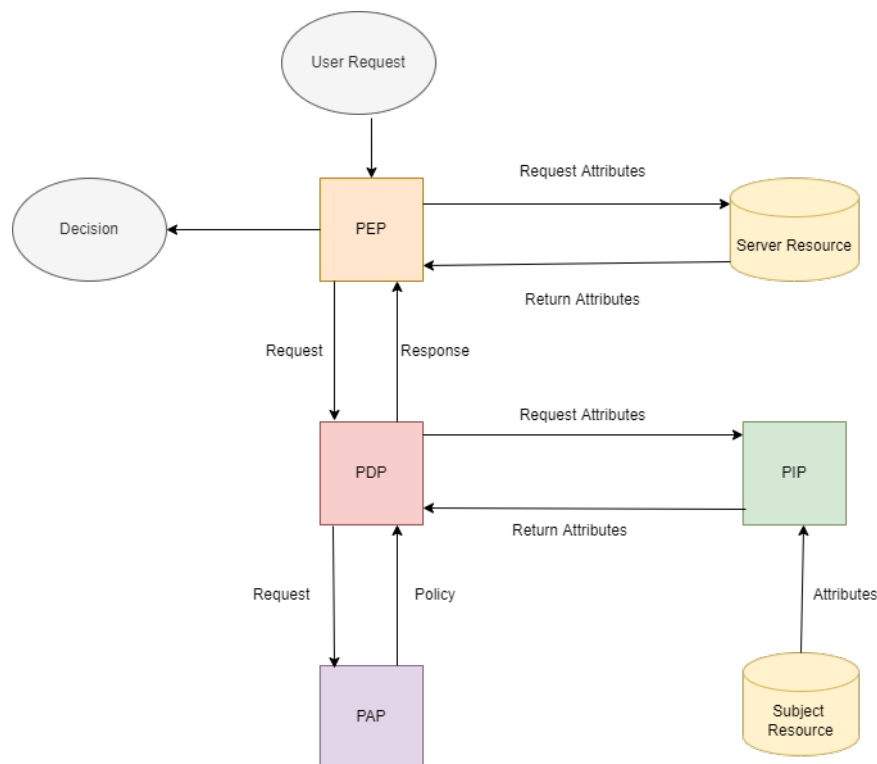 User Request
Request Attributes
Decision
PEP
Server Resource
Return Attributes
Request
Response
Request Attributes
PDP
PIP
Return Attributes
Request
Policy
Attributes
PAP
Subject
Resource